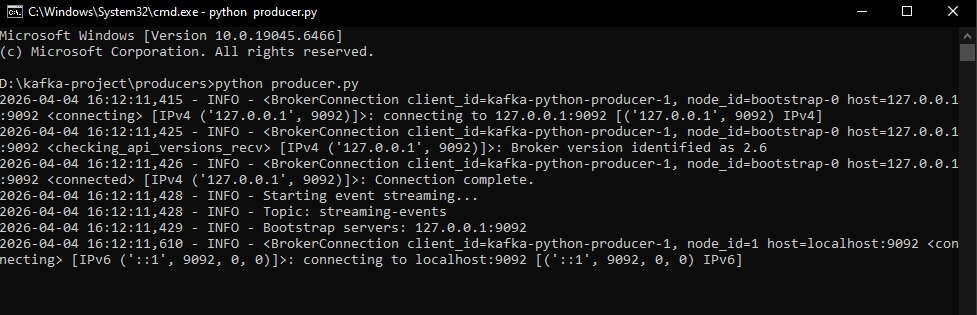 C:\Windows\System32\cmd.exe - python producer.py
Microsoft Windows [Version 10.0.19045.6466]
(c) Microsoft Corporation. All rights reserved.
D:\kafka-project\producers>python producer.py
2026-04-04 16:12:11,415 - INFO - <BrokerConnection client_id=kafka-python-producer-1, node_id=bootstrap-0 host=127.0.0.1
:9092 <connecting> [IPv4 ('127.0.0.1', 9092)]>: connecting to 127.0.0.1:9092 [('127.0.0.1', 9092) IPv4]
2026-04-04 16:12:11,425 - INFO - <BrokerConnection client_id=kafka-python-producer-1, node_id=bootstrap-0 host=127.0.0.1
:9092 <checking_api_versions_recv> [IPv4 ('127.0.0.1', 9092)]>: Broker version identified as 2.6
2026-04-04 16:12:11,426 - INFO - <BrokerConnection client_id=kafka-python-producer-1, node_id=bootstrap-0 host=127.0.0.1
:9092 <connected> [IPv4 ('127.0.0.1', 9092)]>: Connection complete.
2026-04-04 16:12:11,428 - INFO - Starting event streaming...
2026-04-04 16:12:11,428 - INFO - Topic: streaming-events
2026-04-04 16:12:11,429 - INFO - Bootstrap servers: 127.0.0.1:9092
2026-04-04 16:12:11,610 - INFO - <BrokerConnection client_id=kafka-python-producer-1, node_id=1 host=localhost:9092 <con
necting> [IPv6 ('::1', 9092, 0, 0)]>: connecting to localhost:9092 [('::1', 9092, 0, 0) IPv6]